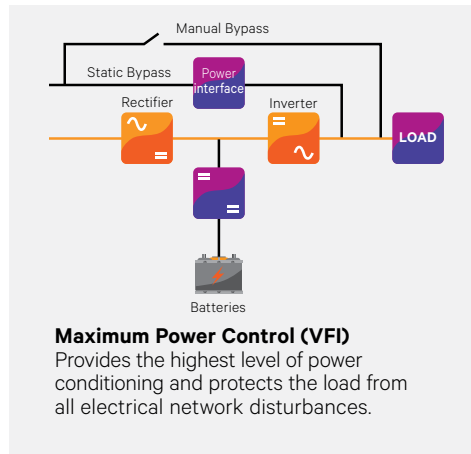 Manual Bypass
Static Bypass
Power
interface
Rectifier
Inverter
LOAD
Batteries
Maximum Power Control (VFI)
Provides the highest level of power
conditioning and protects the load from
all electrical network disturbances.